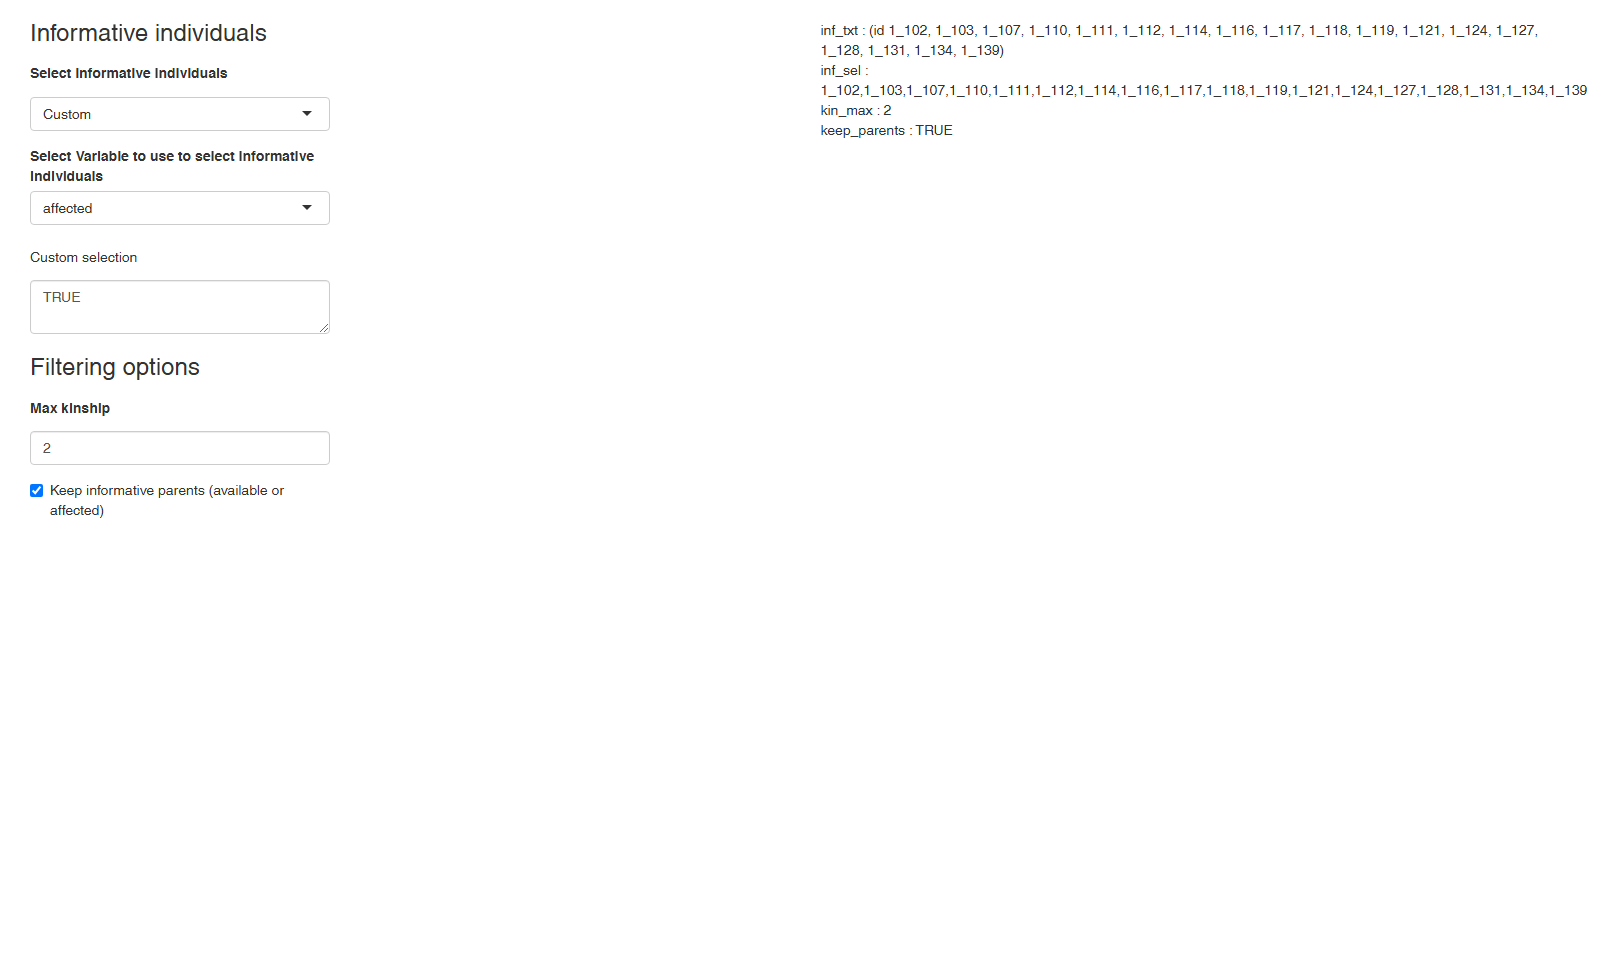 Informative individuals
Select informative individuals
Custom
Select Variable to use to select informative
individuals
affected
Custom selection
TRUE
Filtering options
Max kinship
2
Keep informative parents (available or
affected)
inf_txt : (id 1_102, 1_103, 1_107, 1_110, 1_111, 1_112, 1_114, 1_116, 1_117, 1_118, 1_119, 1_121, 1_124, 1_127,
1_128, 1_131, 1_134, 1_139)
inf_sel :
1_102,1_103,1_107,1_110,1_111,1_112,1_114,1_116,1_117,1_118,1_119,1_121,1_124,1_127,1_128,1_131,1_134,1_139
kin_max : 2
keep_parents : TRUE